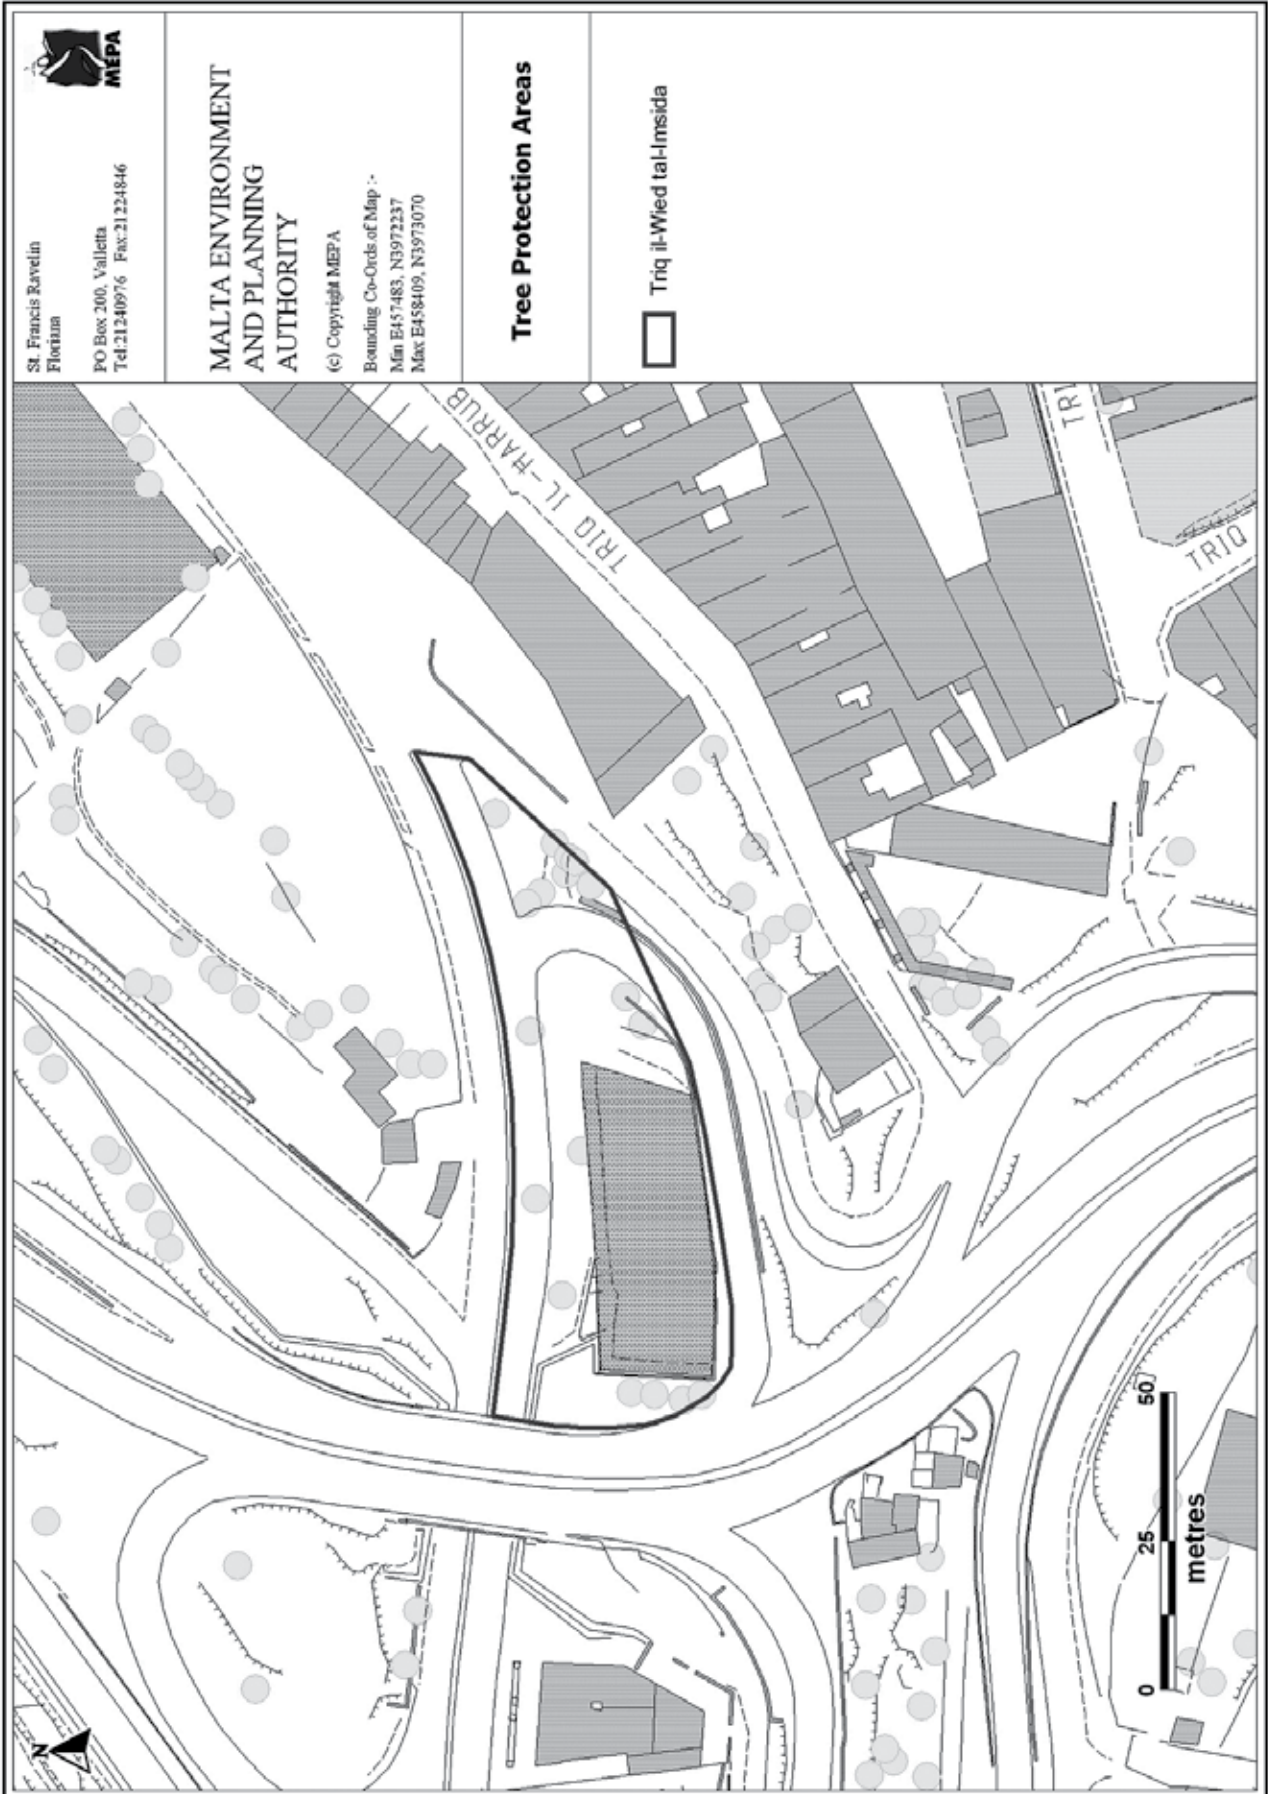 MEPA
St. Francis Ravelin
Floriana
PO Box 200, Valletta
Tel:21240976 Fax:21224846
MALTA ENVIRONMENT
AND PLANNING
AUTHORITY
(c) Copyright MEPA
Bounding Co-Ords of Map :-
Min E457483, N3972237
Max E458409, N3973070
Tree Protection Areas
Triq il-Wied tal-Imsida
TRIQ IL-HARRUB
TRI
TRIQ
N
0 25 50
metres